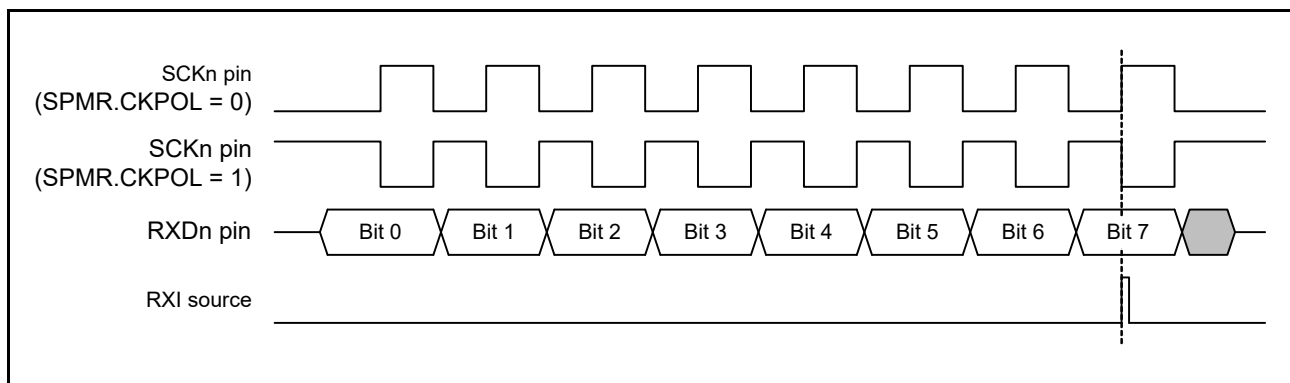 SCKn pin
(SPMR.CKPOL = 0)
SCKn pin
(SPMR.CKPOL = 1)
RXDn pin
Bit 0
Bit 1
Bit 2
Bit 3
Bit 4
Bit 5
Bit 6
Bit 7
RXI source